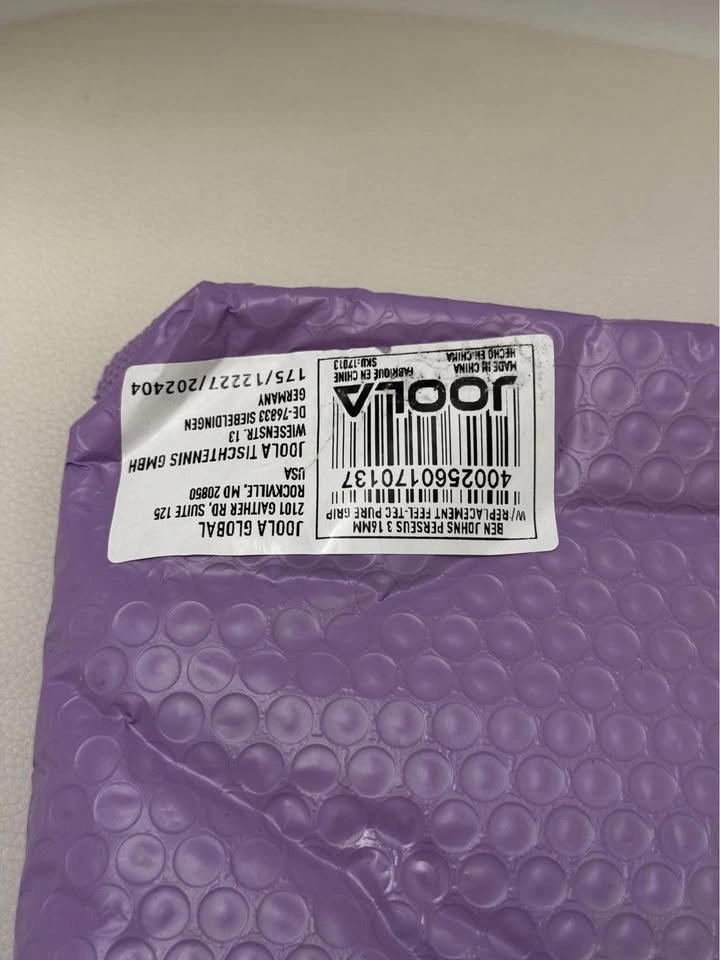 BEN JOHNS PERSEUS 3 16MM
W/REPLACEMENT FEEL-TEC PURE GRIP
4002560170137
JOOLA
MADE IN CHINA
FABRIQUÉ EN CHINE
HECHO EN CHINA
SKU:17013
JOOLA GLOBAL
2101 GAITHER RD, SUITE 125
ROCKVILLE, MD 20850
USA
JOOLA TISCHTENNIS GMBH
WIESENSTR. 13
DE-76833 SIEBELDINGEN
GERMANY
175/12227/202404